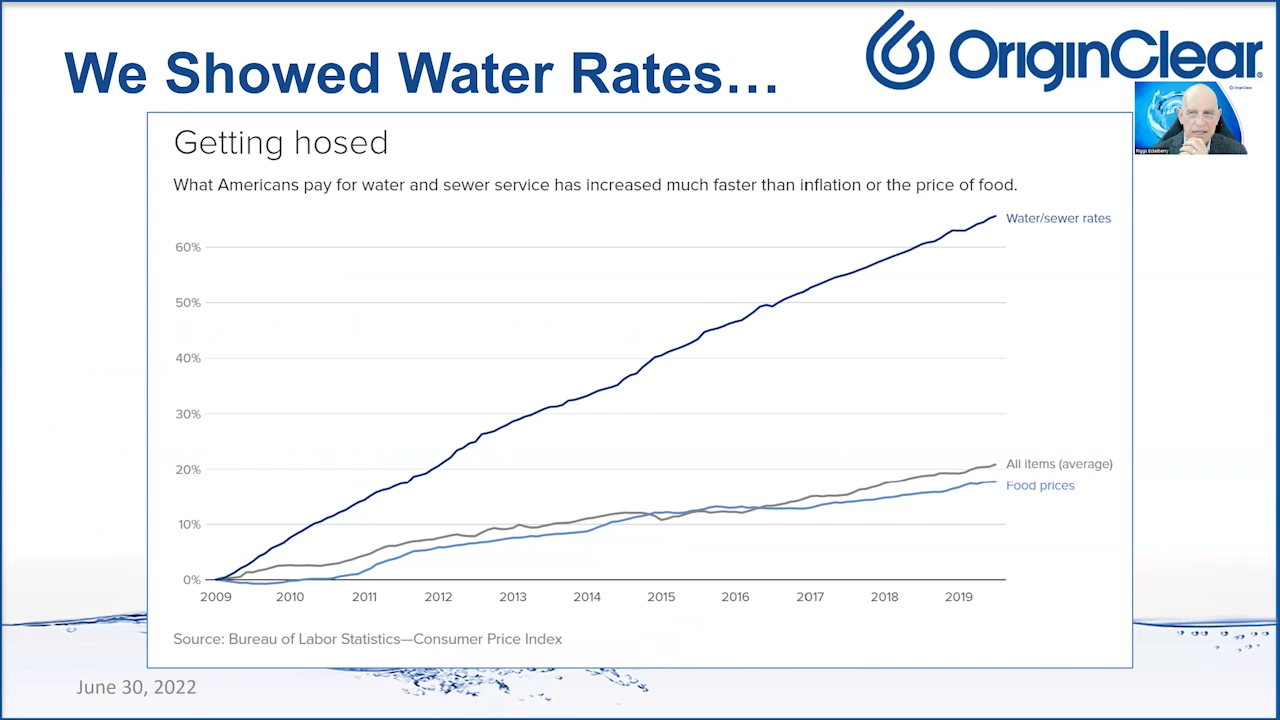 We Showed Water Rates…
OriginClear®
OriginClear
Riggs Eckelberry
Getting hosed
What Americans pay for water and sewer service has increased much faster than inflation or the price of food.
Water/sewer rates
60%
50%
40%
30%
20%
All items (average)
Food prices
10%
0%
2009 2010 2011 2012 2013 2014 2015 2016 2017 2018 2019
Source: Bureau of Labor Statistics—Consumer Price Index
June 30, 2022